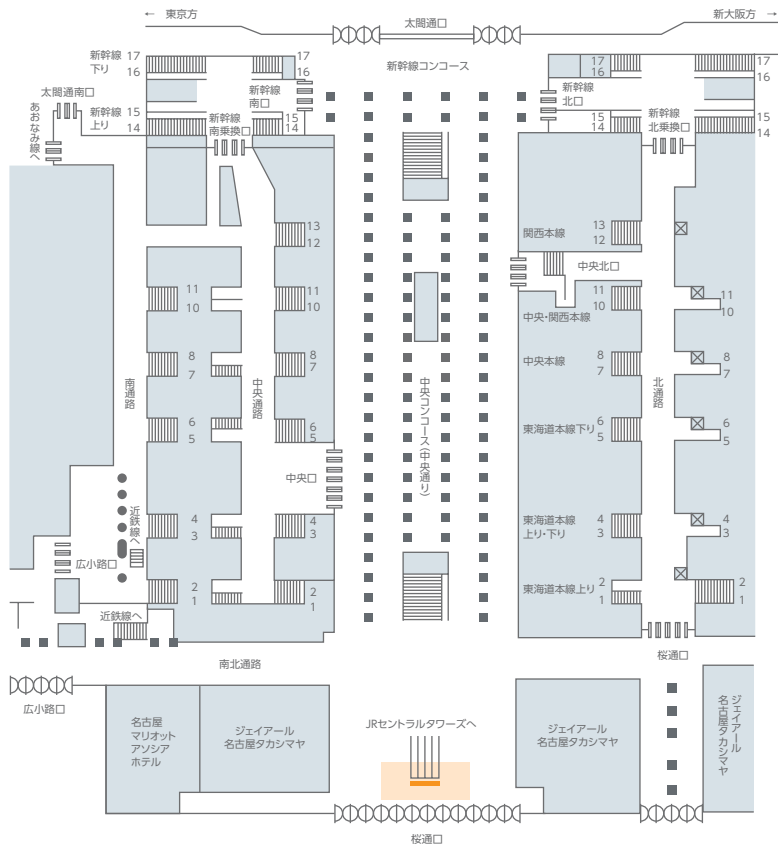 ← 東京方
太閤通口
新大阪方 →
新幹線
下り
17
16
17
16
新幹線コンコース
17
16
17
16
太閤通南口
新幹線
南口
新幹線
北口
あおなみ線へ
新幹線
上り
15
14
新幹線
南乗換口
15
14
15
14
新幹線
北乗換口
15
14
13
12
関西本線
13
12
中央北口
11
10
11
10
11
10
中央・関西本線
11
10
8
7
8
7
中央本線
8
7
8
7
南通路
中央通路
中央コンコース(中央通り)
北通路
6
5
6
5
東海道本線下り
6
5
6
5
中央口
近鉄線へ
4
3
4
3
東海道本線
上り・下り
4
3
4
3
広小路口
2
1
2
1
東海道本線上り
2
1
2
1
近鉄線へ
南北通路
桜通口
広小路口
名古屋
マリオット
アソシア
ホテル
ジェイアール
名古屋タカシマヤ
JRセントラルタワーズへ
ジェイアール
名古屋タカシマヤ
ジェイアール
名古屋タカシマヤ
桜通口